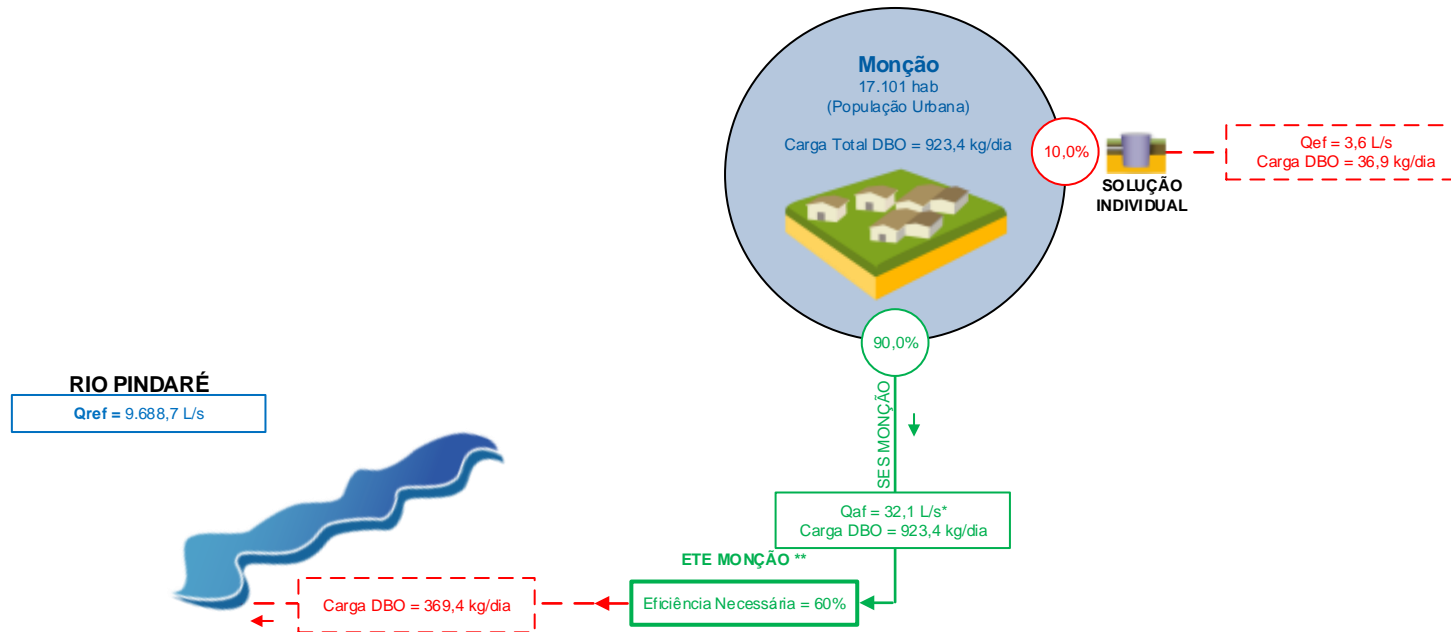 Monção
17.101 hab
(População Urbana)
Carga Total DBO = 923,4 kg/dia
10,0%
SOLUÇÃO
INDIVIDUAL
Qef = 3,6 L/s
Carga DBO = 36,9 kg/dia
90,0%
SES MONÇÃO
RIO PINDARÉ
Qref = 9.688,7 L/s
Qaf = 32,1 L/s*
Carga DBO = 923,4 kg/dia
ETE MONÇÃO **
Eficiência Necessária = 60%
Carga DBO = 369,4 kg/dia